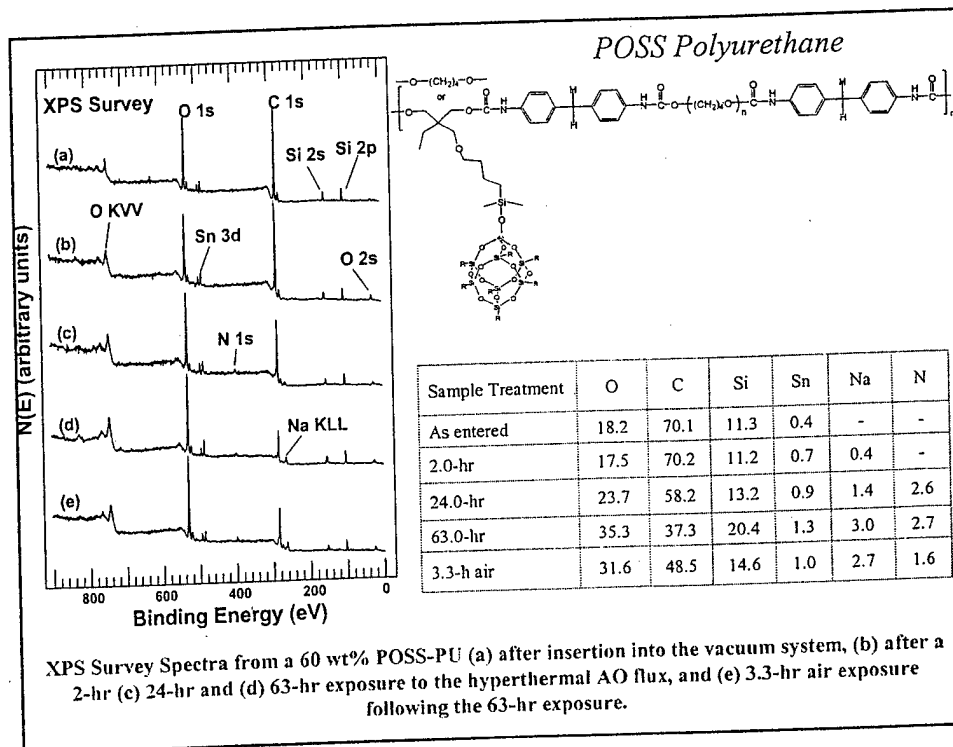 POSS Polyurethane
XPS Survey
O 1s
C 1s
Si 2s
Si 2p
(a)
O KVV
(b)
Sn 3d
O 2s
(c)
N 1s
(d)
Na KLL
(e)
N(E) (arbitrary units)
800 600 400 200 0
Binding Energy (eV)
—O—(CH₂)₄—O—
or
Sample Treatment O C Si Sn Na N
As entered 18.2 70.1 11.3 0.4 - -
2.0-hr 17.5 70.2 11.2 0.7 0.4 -
24.0-hr 23.7 58.2 13.2 0.9 1.4 2.6
63.0-hr 35.3 37.3 20.4 1.3 3.0 2.7
3.3-h air 31.6 48.5 14.6 1.0 2.7 1.6
XPS Survey Spectra from a 60 wt% POSS-PU (a) after insertion into the vacuum system, (b) after a
2-hr (c) 24-hr and (d) 63-hr exposure to the hyperthermal AO flux, and (e) 3.3-hr air exposure
following the 63-hr exposure.